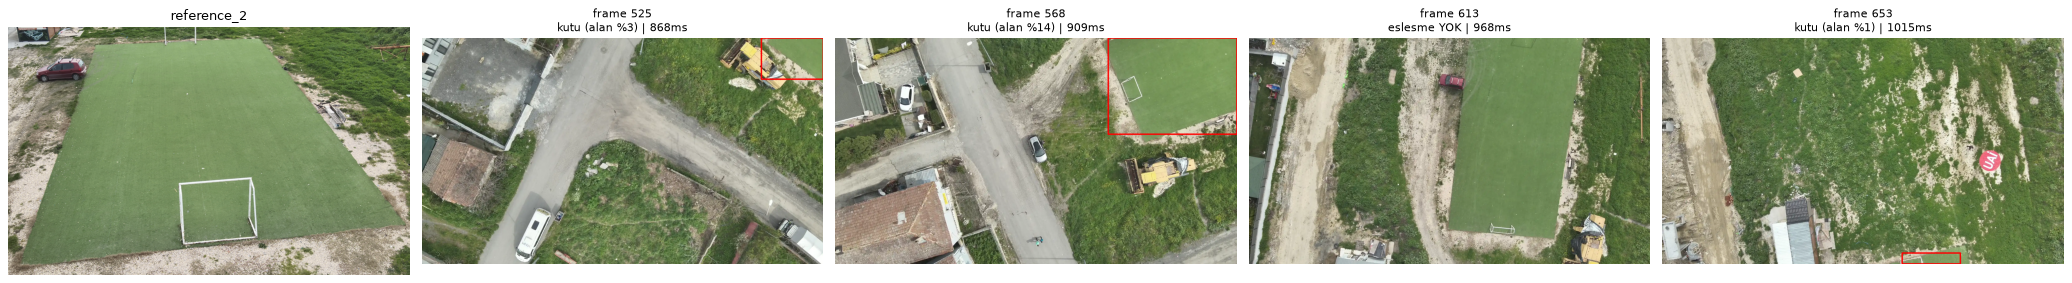 reference_2
frame 525
kutu (alan %3) | 868ms
frame 568
kutu (alan %14) | 909ms
frame 613
eslesme YOK | 968ms
frame 653
kutu (alan %1) | 1015ms
UAİ